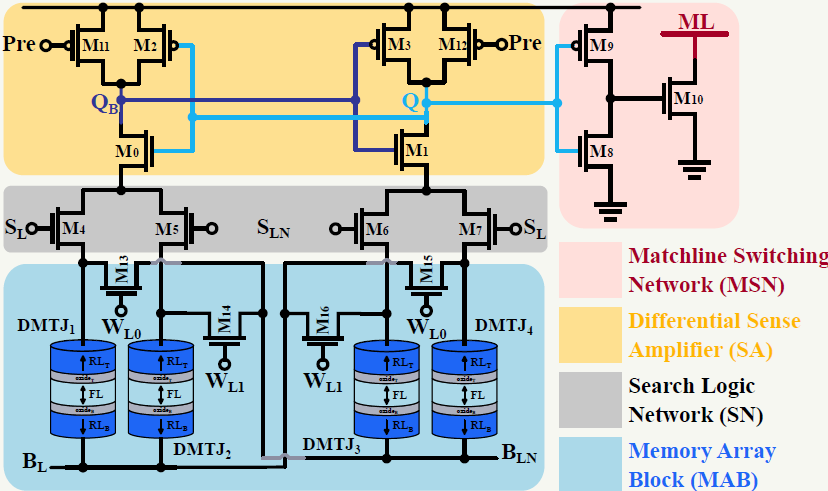 ML
Pre M11 M2 M3 M12 Pre M9
QB Q M10
M0 M1 M8
SL M4 M5 SLN M6 M7 SL
M13 M15
Matchline Switching
Network (MSN)
M14 M16
DMTJ1 WL0 WL0 DMTJ4
Differential Sense
Amplifier (SA)
RLT RLT RLT RLT
WL1 WL1
oxideT oxideT oxideT oxideT
Search Logic
Network (SN)
FL FL FL FL
oxideB oxideB oxideB oxideB
RLB RLB RLB RLB
DMTJ2 DMTJ3
Memory Array
Block (MAB)
BL BLN